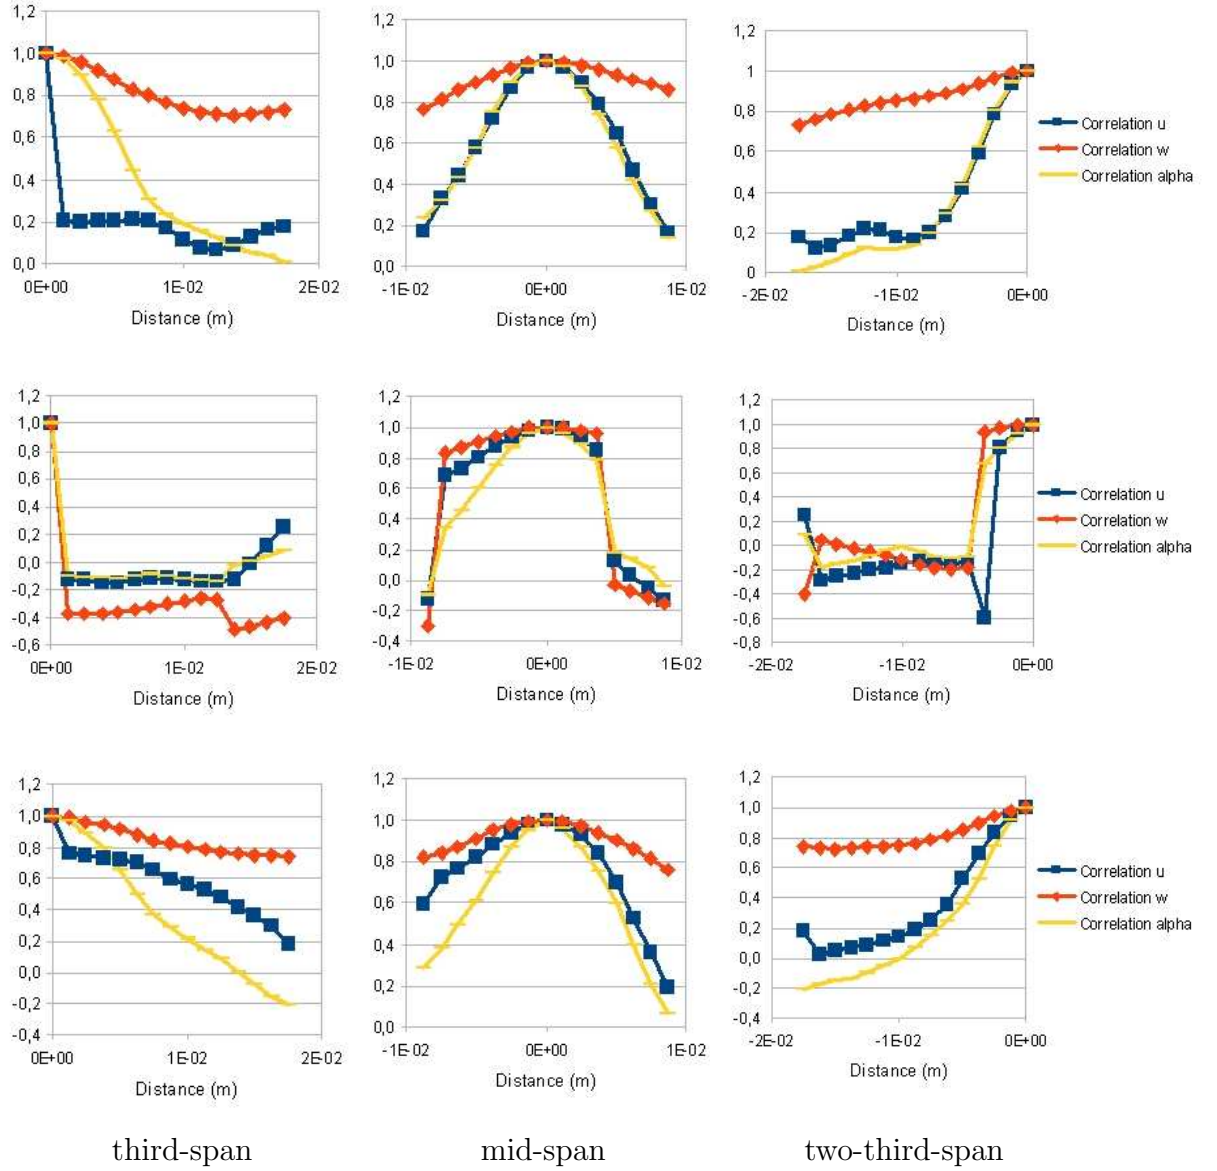 1,2
1,0
0,8
0,6
0,4
0,2
0,0
0E+00 1E-02 2E-02
Distance (m)
1,2
1,0
0,8
0,6
0,4
0,2
0,0
-1E-02 0E+00 1E-02
Distance (m)
1,2
1
0,8
0,6
0,4
0,2
0
-2E-02 -1E-02 0E+00
Distance (m)
Correlation u
Correlation w
Correlation alpha
1,2
1,0
0,8
0,6
0,4
0,2
0,0
-0,2
-0,4
-0,6
0E+00 1E-02 2E-02
Distance (m)
1,2
1,0
0,8
0,6
0,4
0,2
0,0
-0,2
-0,4
-1E-02 0E+00 1E-02
Distance (m)
1,2
1,0
0,8
0,6
0,4
0,2
0,0
-0,2
-0,4
-0,6
-0,8
-2E-02 -1E-02 0E+00
Distance (m)
Correlation u
Correlation w
Correlation alpha
1,2
1,0
0,8
0,6
0,4
0,2
0,0
-0,2
-0,4
0E+00 1E-02 2E-02
Distance (m)
1,2
1,0
0,8
0,6
0,4
0,2
0,0
-1E-02 0E+00 1E-02
Distance (m)
1,2
1,0
0,8
0,6
0,4
0,2
0,0
-0,2
-0,4
-2E-02 -1E-02 0E+00
Distance (m)
Correlation u
Correlation w
Correlation alpha
third-span mid-span two-third-span